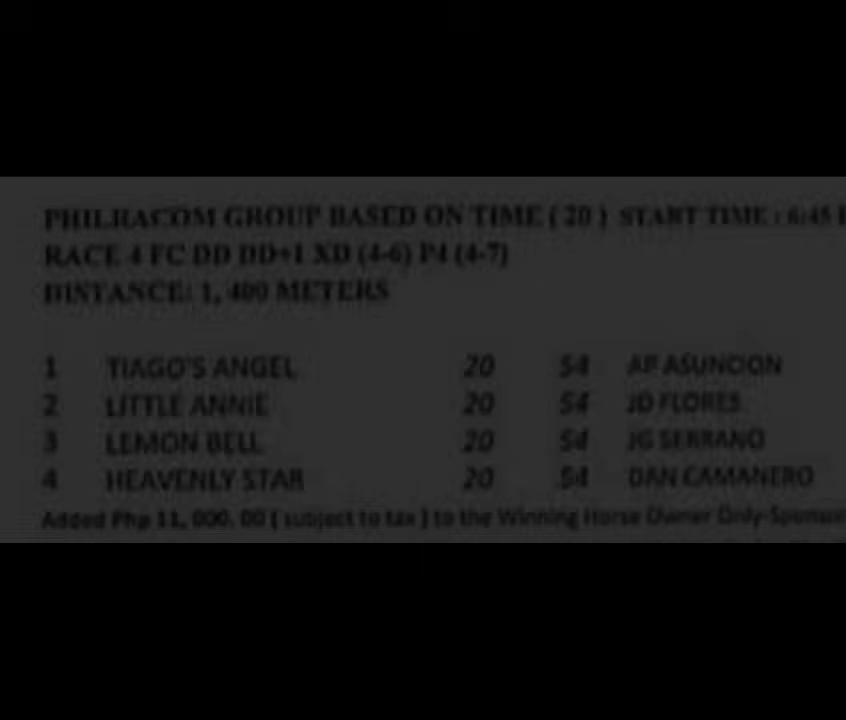 PHILRACOM GROUP BASED ON TIME ( 20 ) START TIME : 6:45
RACE 4 FC DD DD+1 XD (4-6) P4 (4-7)
DISTANCE: 1, 400 METERS
1 TIAGO'S ANGEL 20 54 AP ASUNCION
2 LITTLE ANNIE 20 54 JD FLORES
3 LEMON BELL 20 54 JG SERRANO
4 HEAVENLY STAR 20 54 DAN CAMANERO
Added Php 11, 000. 00 ( subject to tax ) to the Winning Horse Owner Only-Sponso